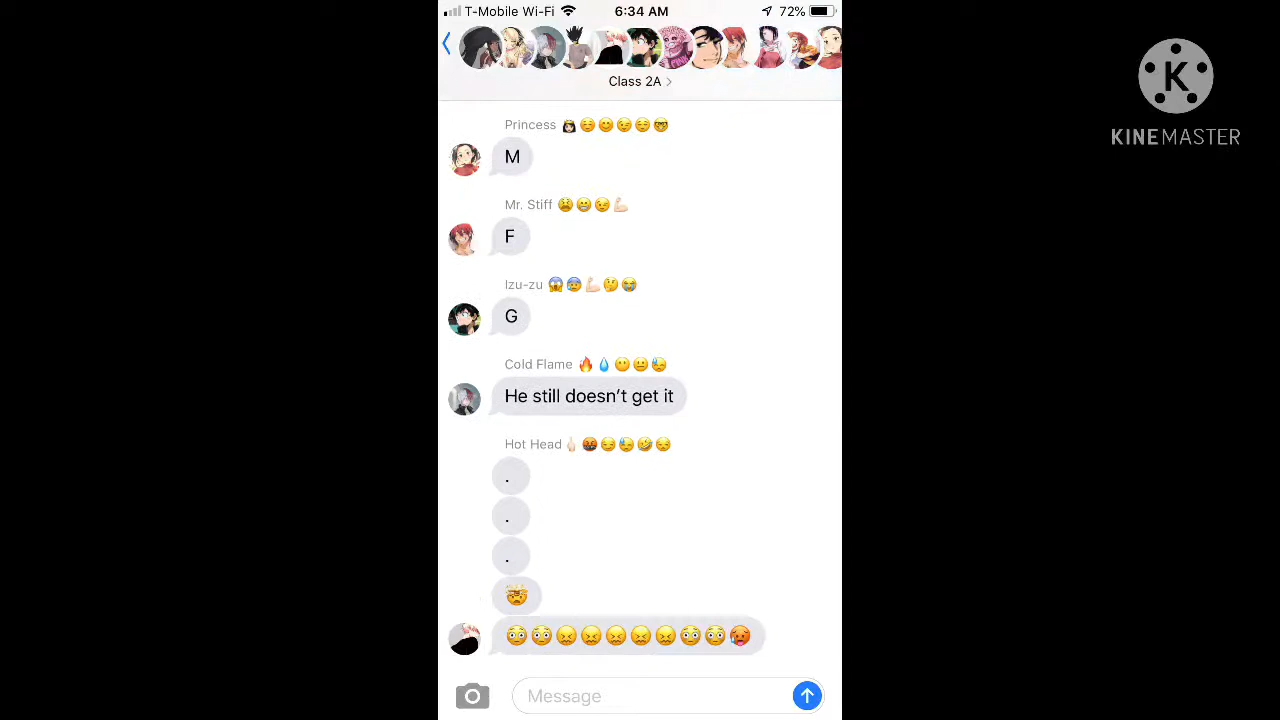 T-Mobile Wi-Fi 6:34 AM 72%
Class 2A >
K
KINEMASTER
Princess 👸🏻☺️😊😉☺️🤓
M
Mr. Stiff 😫😬😉💪🏻
F
Izu-zu 😱😰💪🏻🤔😭
G
Cold Flame 🔥💧😶😐😓
He still doesn’t get it
Hot Head🖕🏻🤬😏😓🤣😔
.
.
.
🤯
😳😳😖😖😖😖😖😳😳🥵
Message